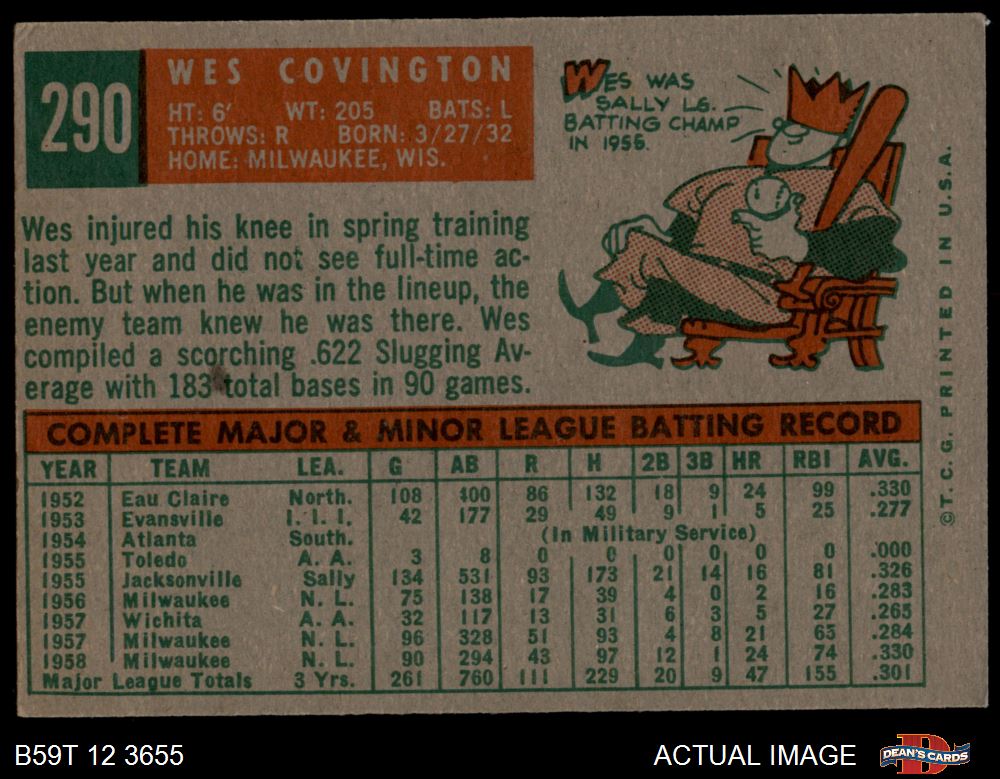 290
WES COVINGTON
HT: 6' WT: 205 BATS: L
THROWS: R BORN: 3/27/32
HOME: MILWAUKEE, WIS.
WES WAS
SALLY LG.
BATTING CHAMP
IN 1955.
Wes injured his knee in spring training
last year and did not see full-time ac-
tion. But when he was in the lineup, the
enemy team knew he was there. Wes
compiled a scorching .622 Slugging Av-
erage with 183 total bases in 90 games.
COMPLETE MAJOR & MINOR LEAGUE BATTING RECORD
YEAR TEAM LEA. G AB R H 2B 3B HR RBI AVG.
1952 Eau Claire North. 108 400 86 132 18 9 24 99 .330
1953 Evansville I. I. I. 42 177 29 49 9 1 5 25 .277
1954 Atlanta South. (In Military Service)
1955 Toledo A. A. 3 8 0 0 0 0 0 0 .000
1955 Jacksonville Sally 134 531 93 173 21 14 16 81 .326
1956 Milwaukee N. L. 75 138 17 39 4 0 2 16 .283
1957 Wichita A. A. 32 117 13 31 6 3 5 27 .265
1957 Milwaukee N. L. 96 328 51 93 4 8 21 65 .284
1958 Milwaukee N. L. 90 294 43 97 12 1 24 74 .330
Major League Totals 3 Yrs. 261 760 111 229 20 9 47 155 .301
©T. C. G. PRINTED IN U.S.A.
B59T 12 3655
ACTUAL IMAGE
D
DEAN'S CARDS